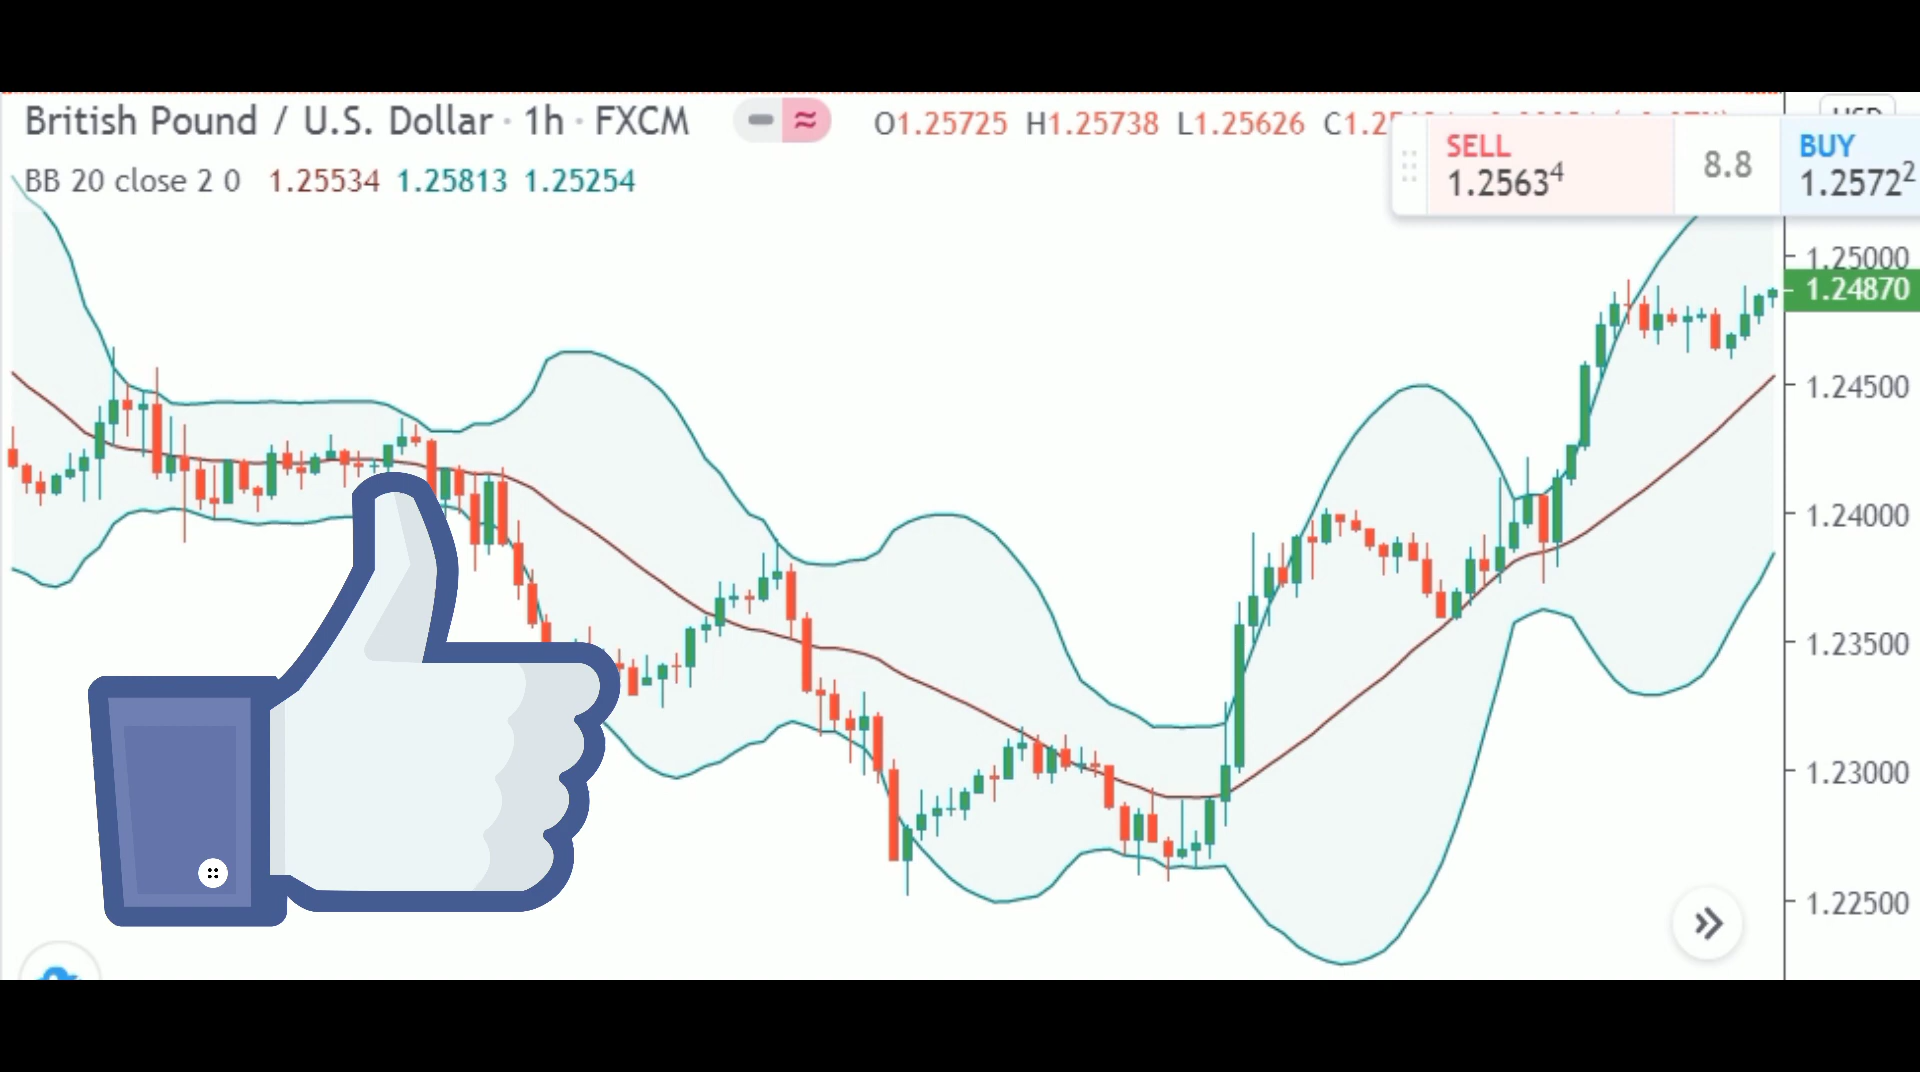 British Pound / U.S. Dollar · 1h · FXCM
O1.25725 H1.25738 L1.25626
BB 20 close 2 0 1.25534 1.25813 1.25254
SELL
1.25634
8.8
BUY
1.25722
1.25000
1.24870
1.24500
1.24000
1.23500
1.23000
1.22500